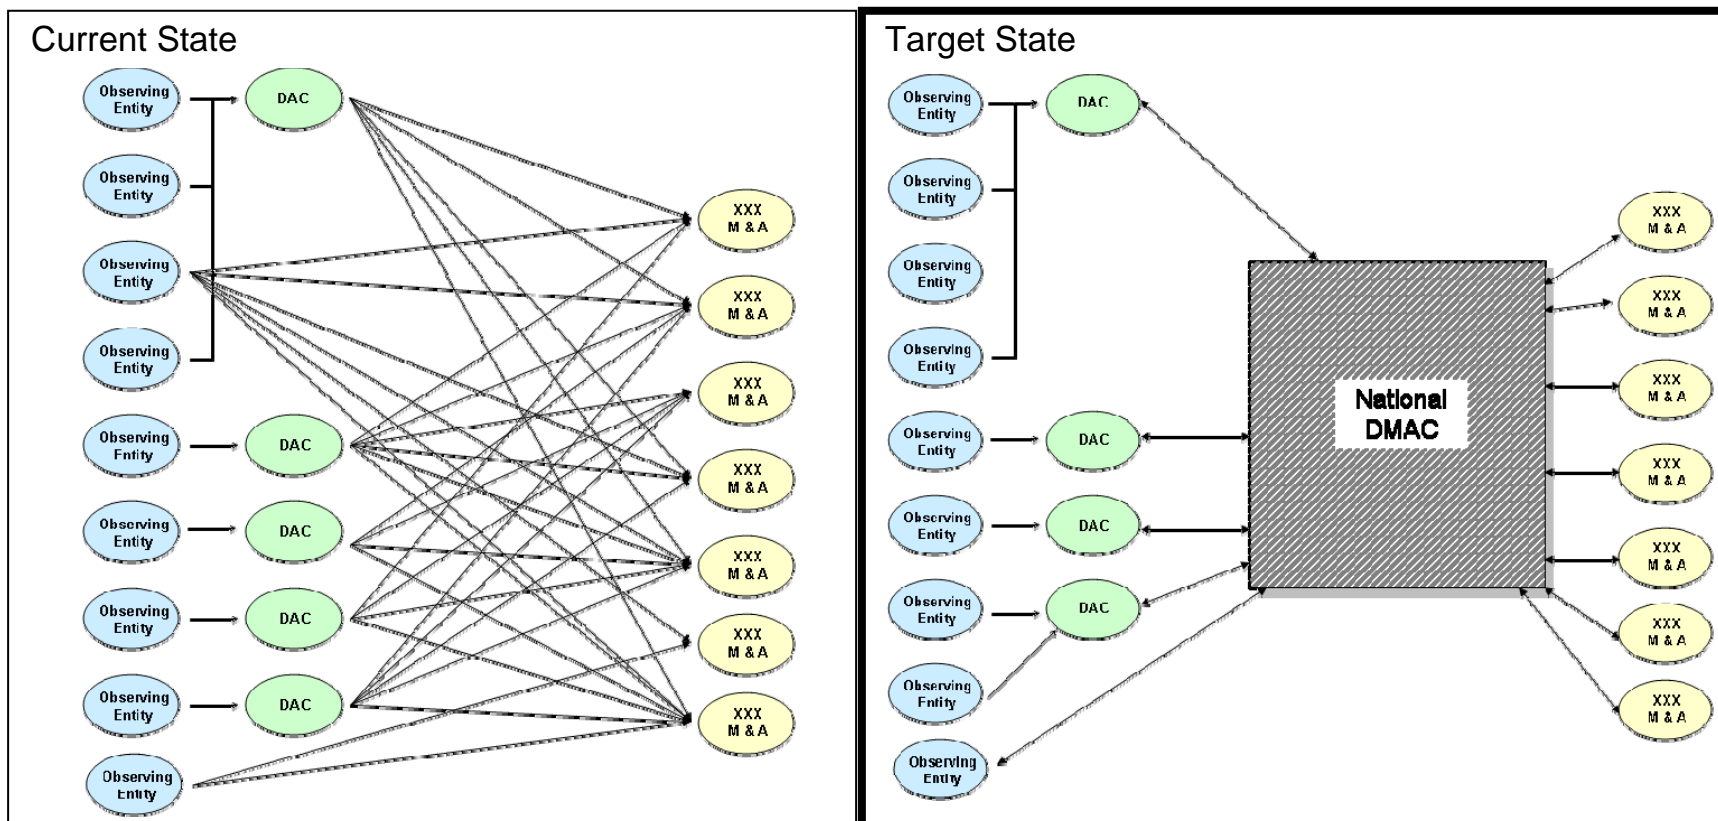 Current State
Observing
Entity
DAC
Observing
Entity
Observing
Entity
Observing
Entity
Observing
Entity
DAC
Observing
Entity
DAC
Observing
Entity
DAC
Observing
Entity
DAC
Observing
Entity
XXX
M & A
XXX
M & A
XXX
M & A
XXX
M & A
XXX
M & A
XXX
M & A
XXX
M & A
Target State
Observing
Entity
DAC
Observing
Entity
Observing
Entity
Observing
Entity
Observing
Entity
DAC
Observing
Entity
DAC
Observing
Entity
DAC
Observing
Entity
Observing
Entity
National
DMAC
XXX
M & A
XXX
M & A
XXX
M & A
XXX
M & A
XXX
M & A
XXX
M & A
XXX
M & A